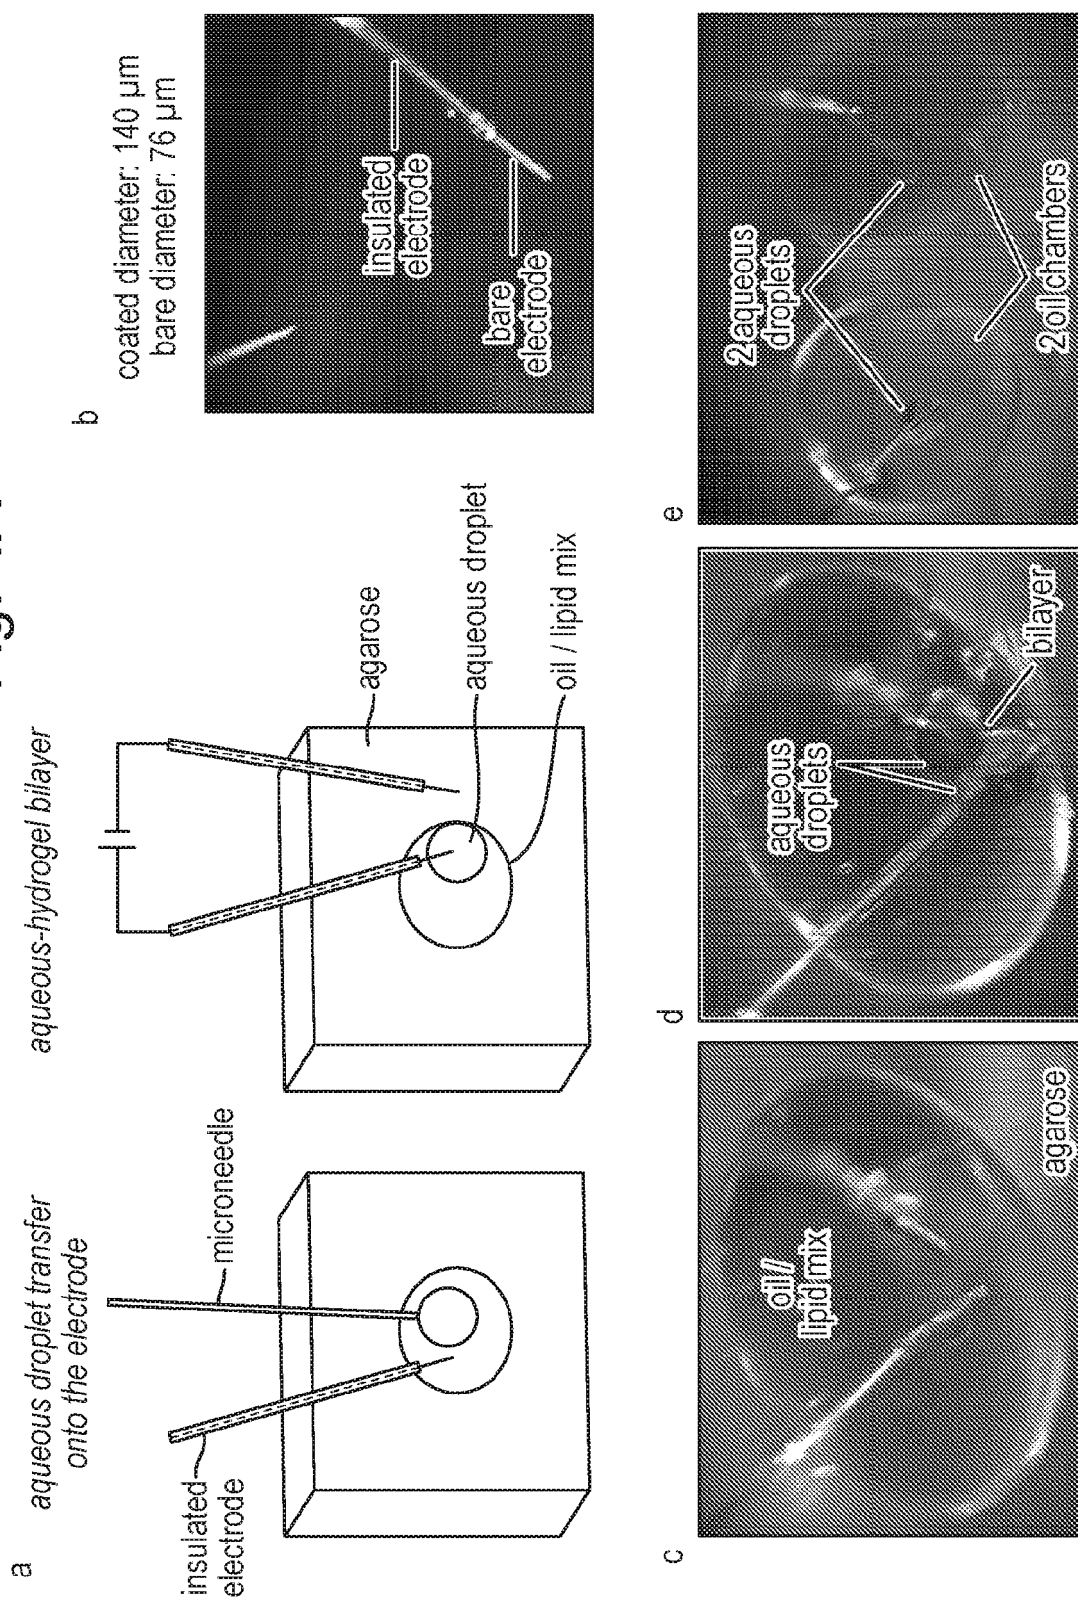 a
aqueous droplet transfer
onto the electrode
insulated
electrode
microneedle
aqueous-hydrogel bilayer
agarose
aqueous droplet
oil / lipid mix
b
coated diameter: 140 µm
bare diameter: 76 µm
insulated
electrode
bare
electrode
c
oil /
lipid mix
agarose
d
aqueous
droplets
bilayer
e
2 aqueous
droplets
2 oil chambers